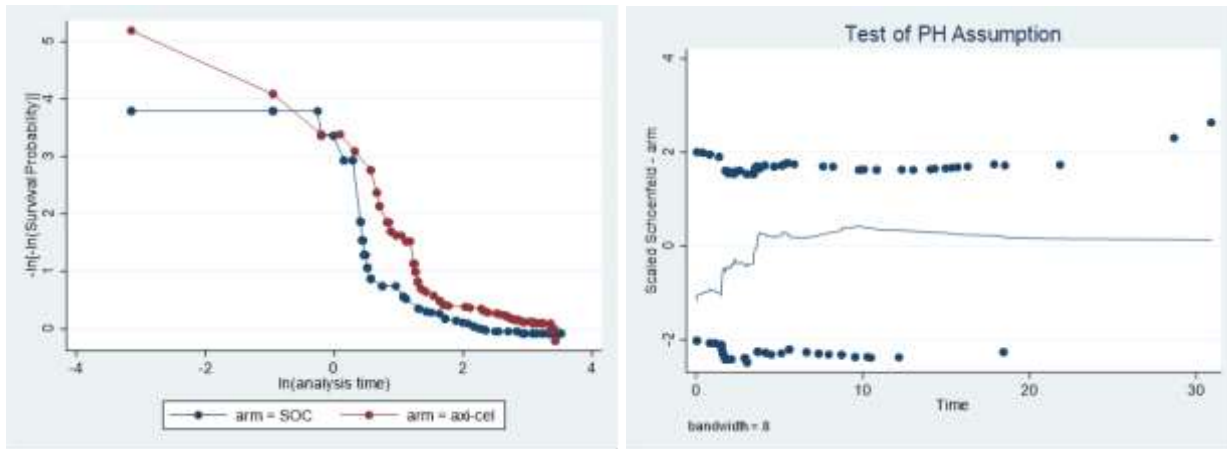 -ln[-ln(Survival Probability)]
5
4
3
2
1
0
-4
-2
0
2
4
ln(analysis time)
arm = SOC
arm = axi-cel
Test of PH Assumption
Scaled Schoenfeld - arm
4
2
0
-2
0
10
20
30
Time
bandwidth = .8